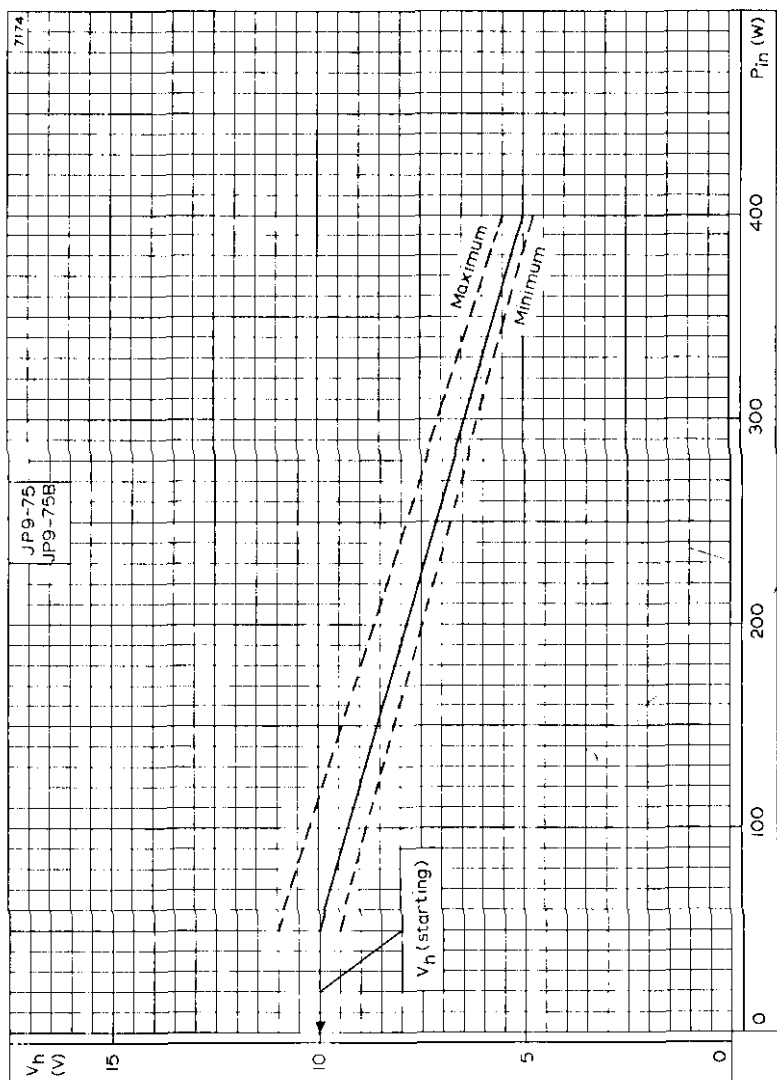 7174
JP9-75
JP9-75B
Vh
(V)
15
10
5
0
Maximum
Minimum
Vh (starting)
0
100
200
300
400
Pin (W)